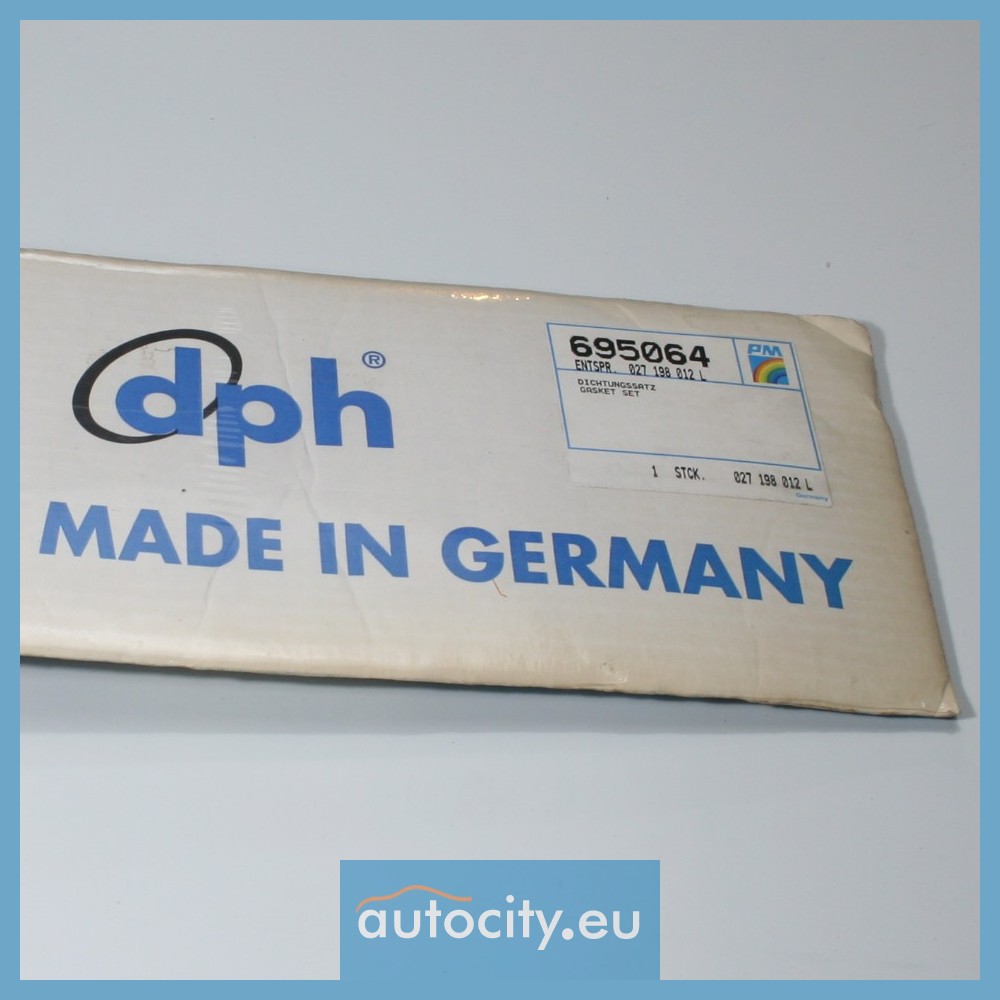 dph®
MADE IN GERMANY
695064
ENTSPR. 027 198 012 L
PM
DICHTUNGSSATZ
GASKET SET
1 STCK. 027 198 012 L
Germany
autocity.eu